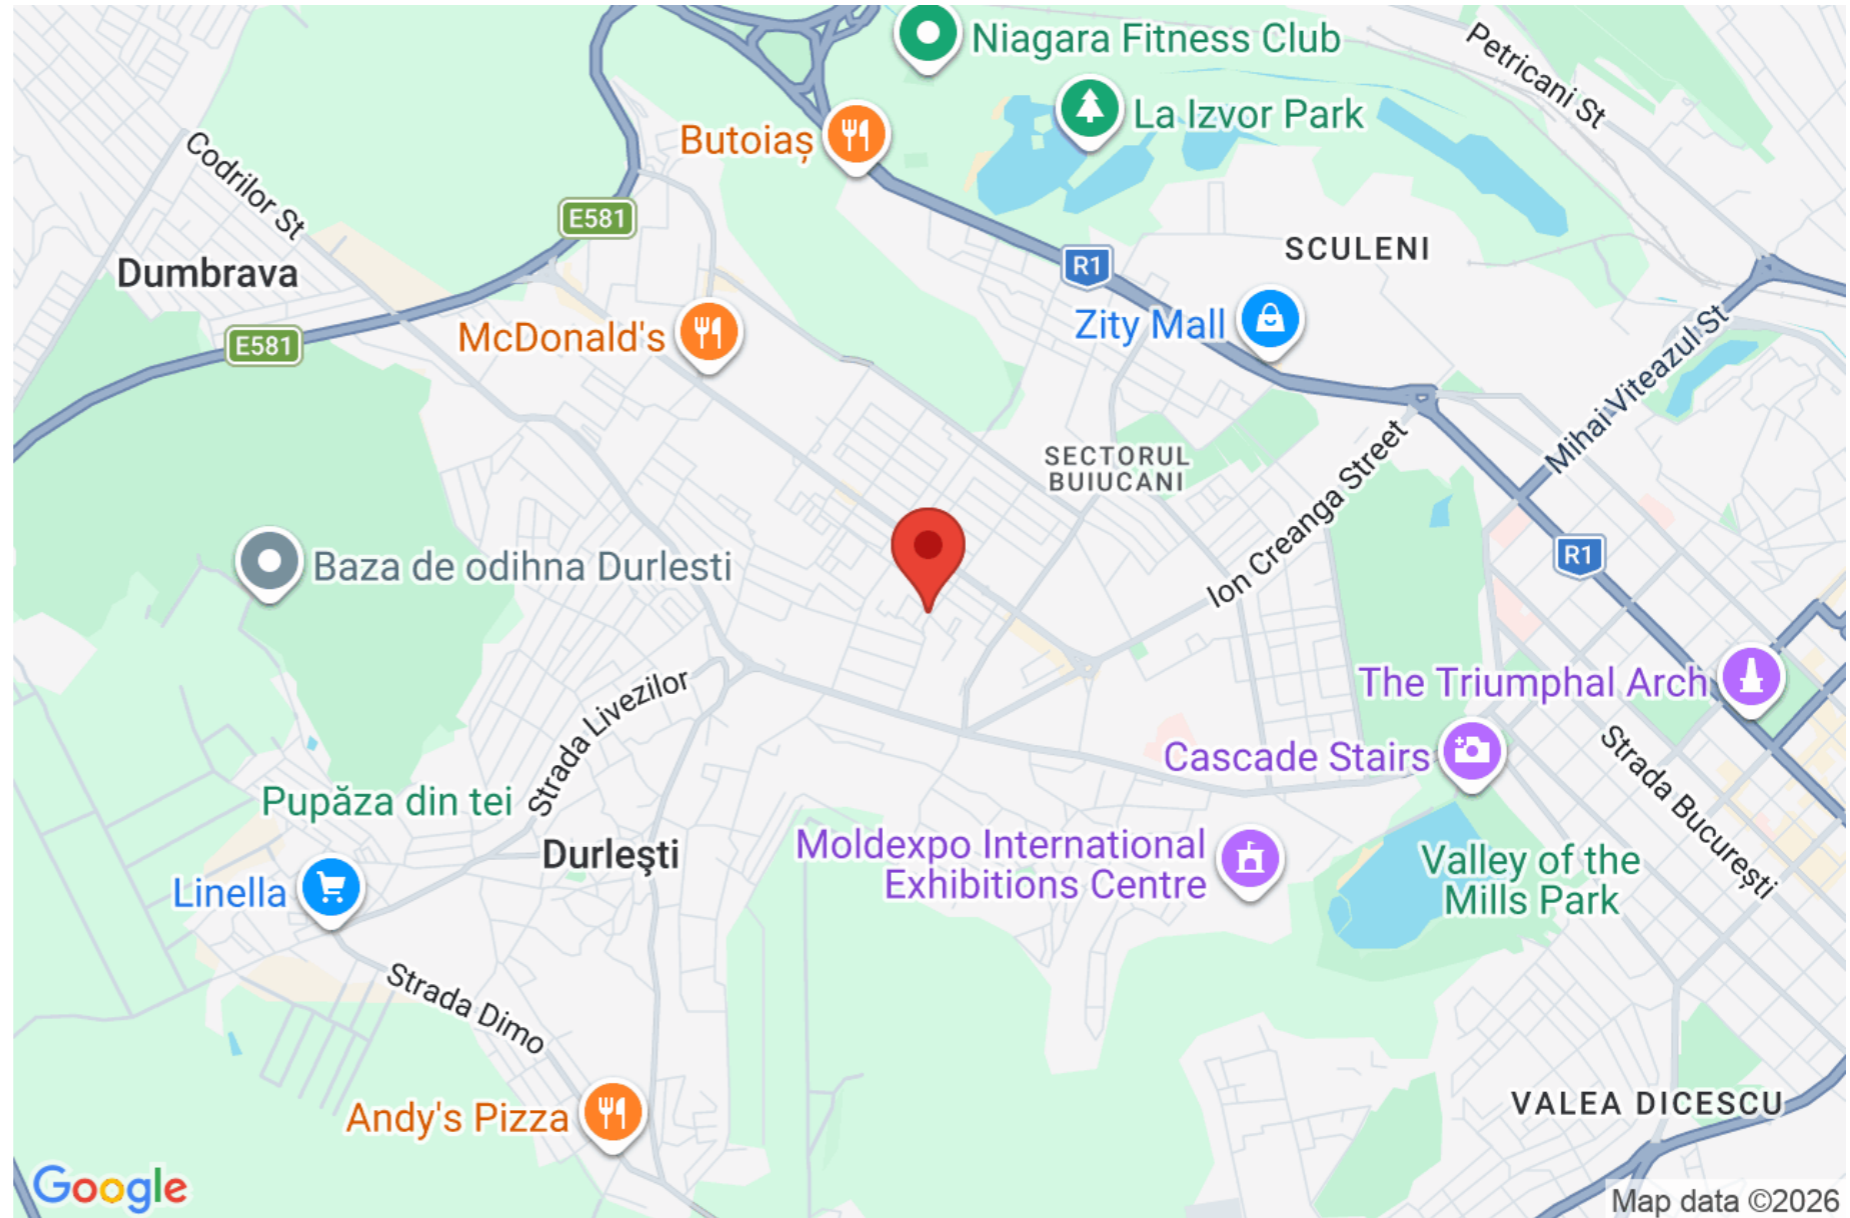 Niagara Fitness Club
Petricani St
La Izvor Park
Butoiaș
Codrilor St
E581
SCULENI
R1
Dumbrava
Zity Mall
McDonald's
E581
Mihai Viteazul St
SECTORUL
BUIUCANI
Ion Creanga Street
R1
Baza de odihna Durlesti
The Triumphal Arch
Strada Livezilor
Cascade Stairs
Strada București
Pupăza din tei
Durleşti
Moldexpo International
Exhibitions Centre
Valley of the
Mills Park
Linella
Strada Dimo
VALEA DICESCU
Andy's Pizza
Google
Map data ©2026